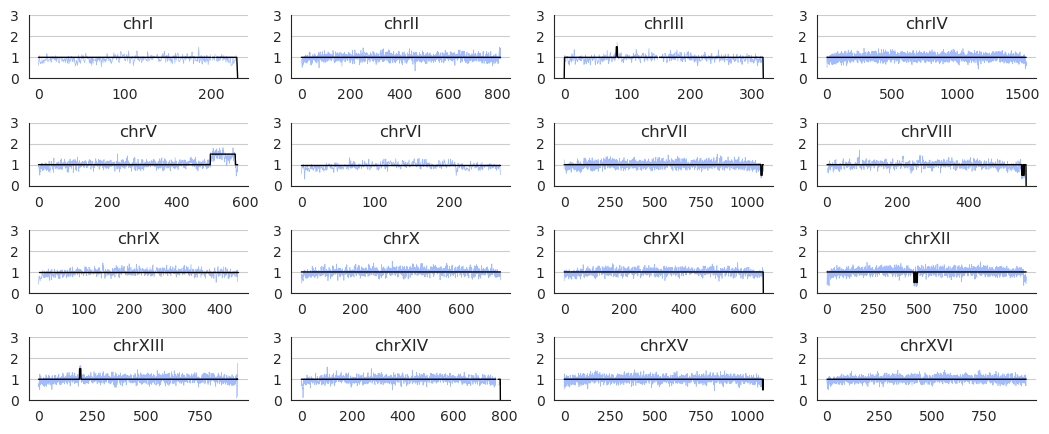 chrI chrII chrIII chrIV
3 3 3 3
2 2 2 2
1 1 1 1
0 0 0 0
0 100 200 0 200 400 600 800 0 100 200 300 0 500 1000 1500
chrV chrVI chrVII chrVIII
3 3 3 3
2 2 2 2
1 1 1 1
0 0 0 0
0 200 400 600 0 100 200 0 250 500 750 1000 0 200 400
chrIX chrX chrXI chrXII
3 3 3 3
2 2 2 2
1 1 1 1
0 0 0 0
0 100 200 300 400 0 200 400 600 0 200 400 600 0 250 500 750 1000
chrXIII chrXIV chrXV chrXVI
3 3 3 3
2 2 2 2
1 1 1 1
0 0 0 0
0 250 500 750 0 200 400 600 800 0 250 500 750 1000 0 250 500 750